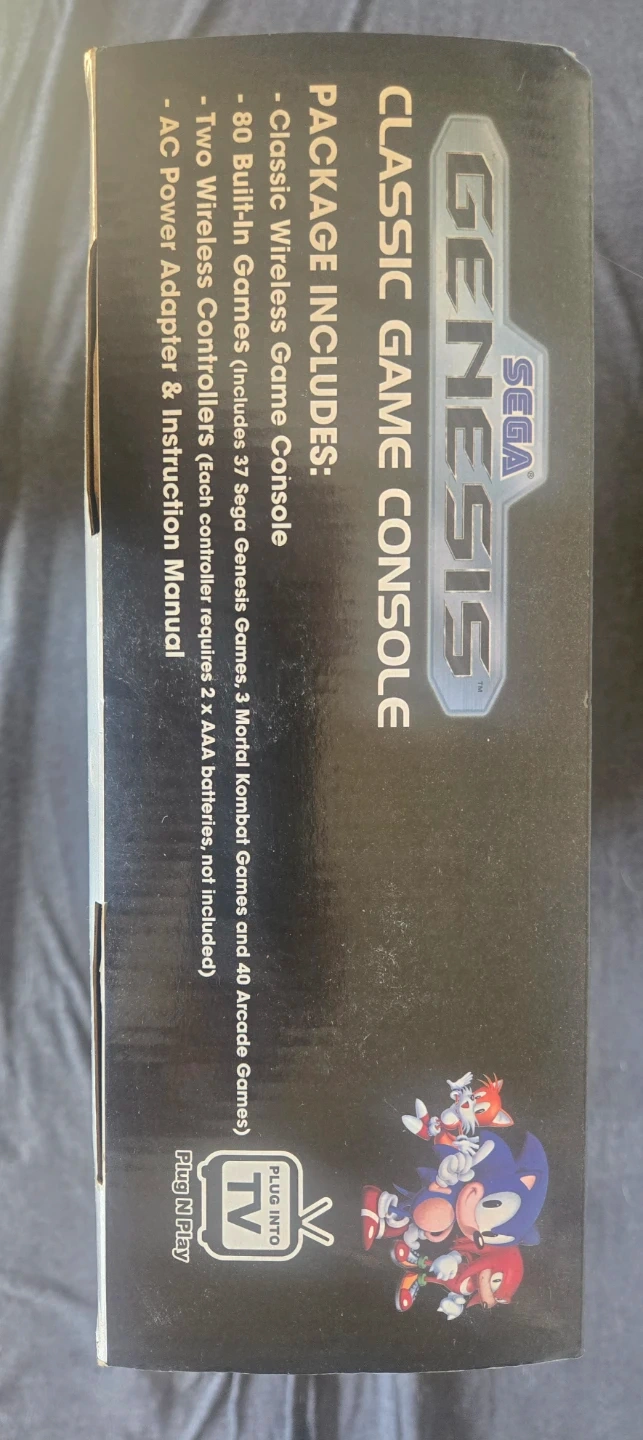 SEGA®
GENESIS™
CLASSIC GAME CONSOLE
PACKAGE INCLUDES:
- Classic Wireless Game Console
- 80 Built-In Games (Includes 37 Sega Genesis Games, 3 Mortal Kombat Games and 40 Arcade Games)
- Two Wireless Controllers (Each controller requires 2 x AAA batteries, not included)
- AC Power Adapter & Instruction Manual
PLUG INTO
TV
Plug N Play